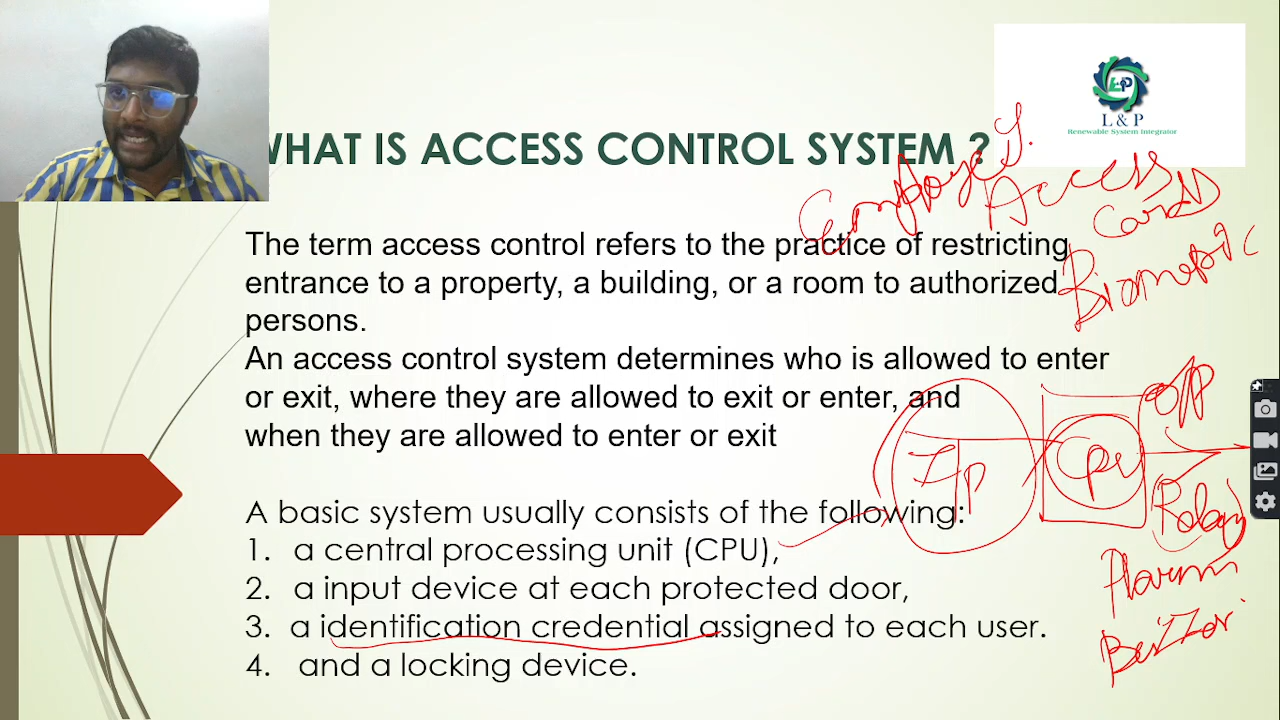 L&P
L & P
Renewable System Integrator
WHAT IS ACCESS CONTROL SYSTEM ?
Employe
Access
Cards
Biometric
The term access control refers to the practice of restricting
entrance to a property, a building, or a room to authorized
persons.
An access control system determines who is allowed to enter
or exit, where they are allowed to exit or enter, and
when they are allowed to enter or exit
I/p
CPU
O/P
Relay
Alarm
Buzzer
A basic system usually consists of the following:
1. a central processing unit (CPU),
2. a input device at each protected door,
3. a identification credential assigned to each user.
4. and a locking device.